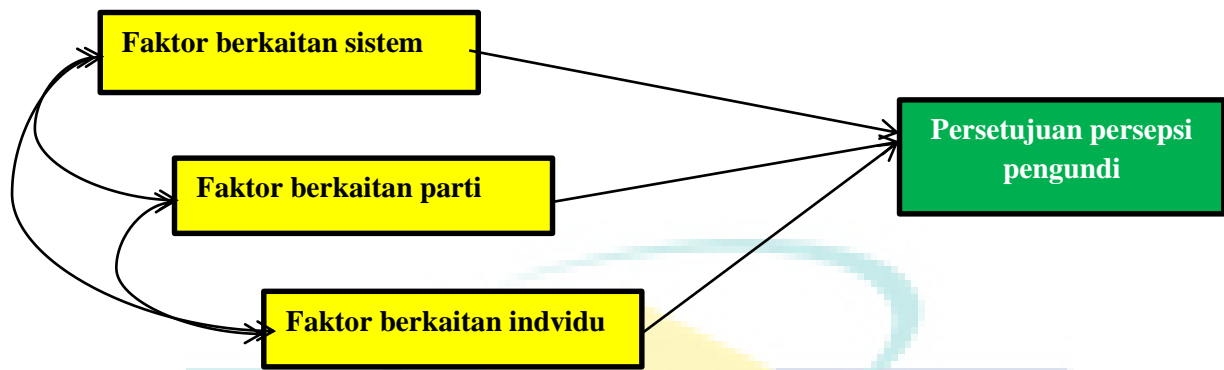 Faktor berkaitan sistem
Persetujuan persepsi
pengundi
Faktor berkaitan parti
Faktor berkaitan indvidu